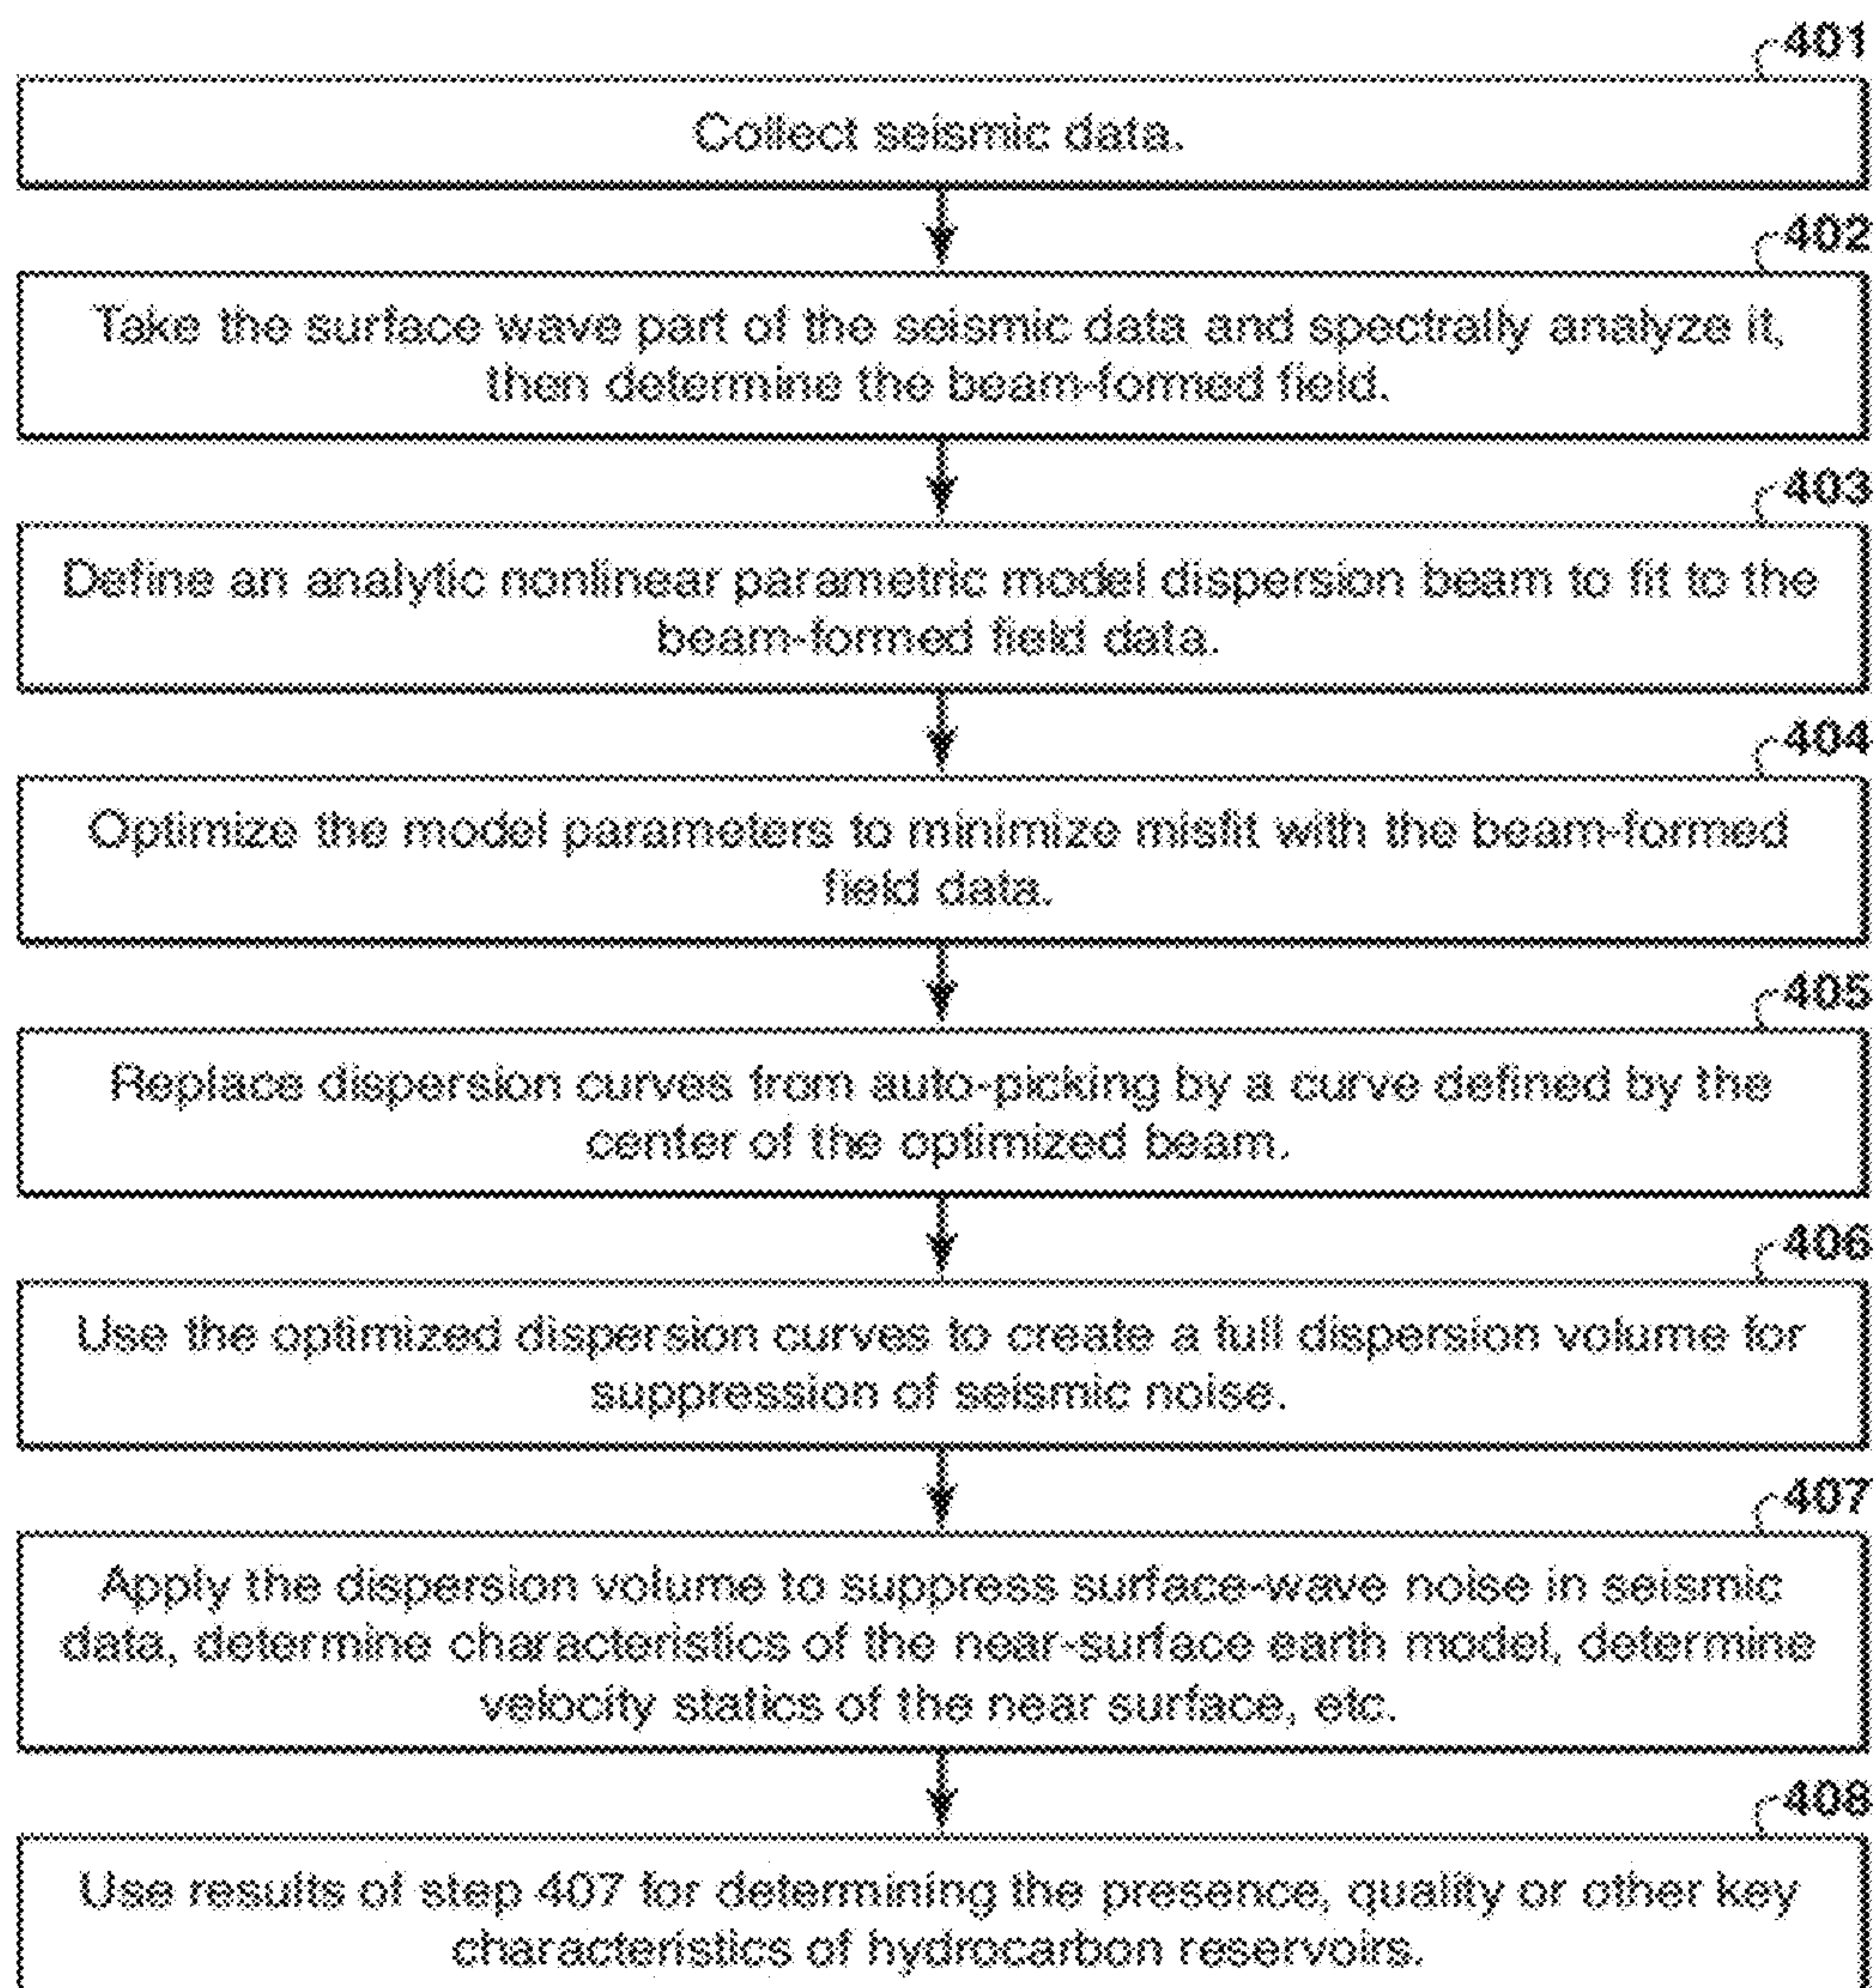 401
Collect seismic data.
402
Take the surface wave part of the seismic data and spectrally analyze it,
then determine the beam-formed field.
403
Define an analytic nonlinear parametric model dispersion beam to fit to the
beam-formed field data.
404
Optimize the model parameters to minimize misfit with the beam-formed
field data.
405
Replace dispersion curves from auto-picking by a curve defined by the
center of the optimized beam.
406
Use the optimized dispersion curves to create a full dispersion volume for
suppression of seismic noise.
407
Apply the dispersion volume to suppress surface-wave noise in seismic
data, determine characteristics of the near-surface earth model, determine
velocity statics of the near surface, etc.
408
Use results of step 407 for determining the presence, quality or other key
characteristics of hydrocarbon reservoirs.